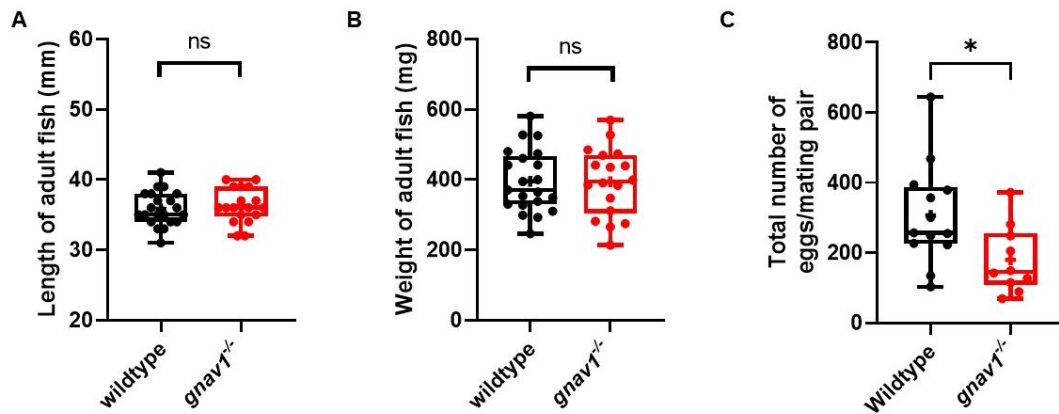 A
Length of adult fish (mm)
60
50
40
30
20
ns
wildtype
gnav1-/-
B
Weight of adult fish (mg)
800
600
400
200
0
ns
wildtype
gnav1-/-
C
Total number of
eggs/mating pair
800
600
400
200
0
*
Wildtype
gnav1-/-